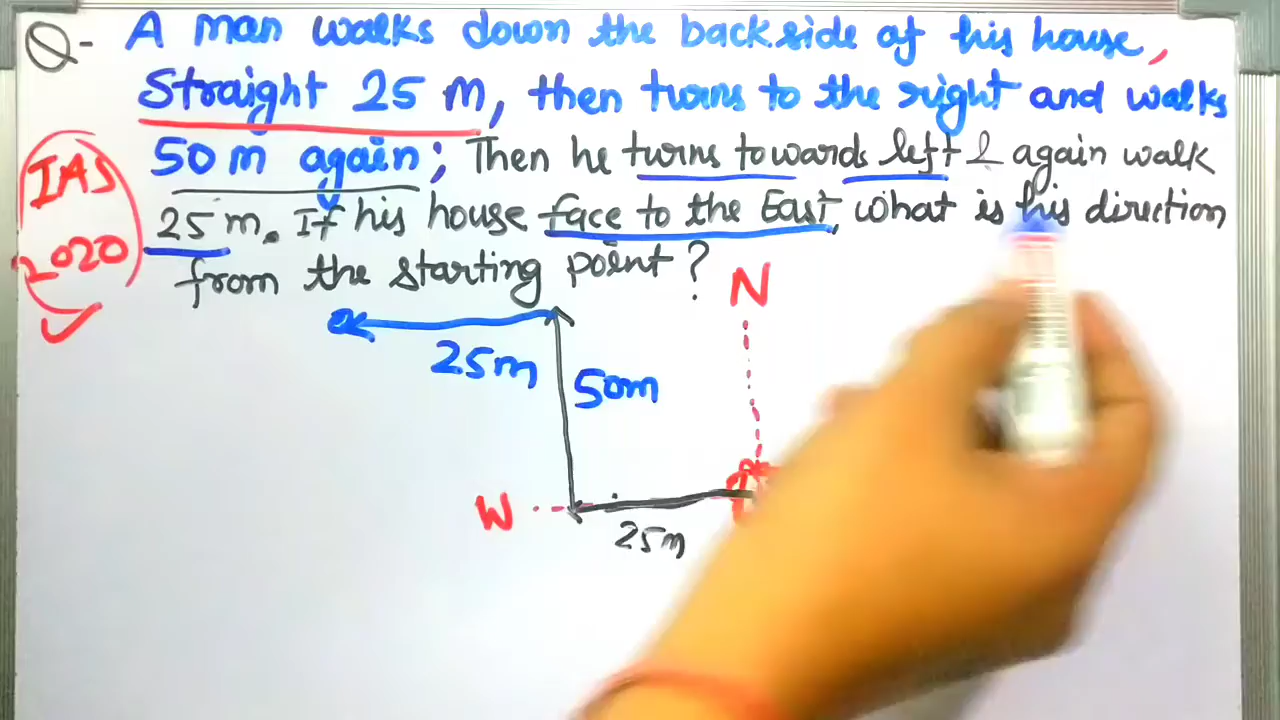 Q- A man walks down the backside of his house,
Straight 25 M, then turns to the right and walks
50 m again; Then he turns towards left & again walk
25 m. If his house face to the East, What is his direction
from the starting point?
IAS
2020
N
25m
50m
W
25m